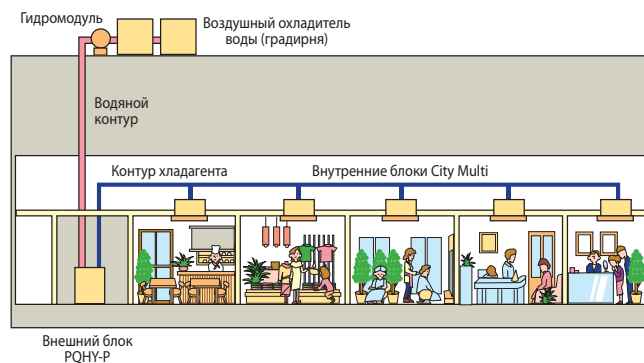 Гидромодуль
Воздушный охладитель
воды (градирня)
Водяной
контур
Контур хладагента
Внутренние блоки City Multi
Внешний блок
PQHY-P